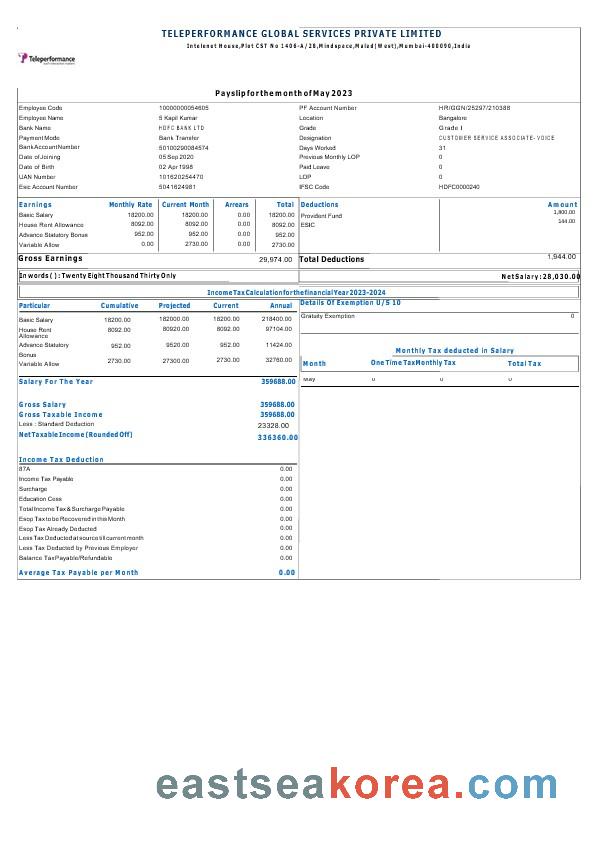 TELEPERFORMANCE GLOBAL SERVICES PRIVATE LIMITED
Intelenet House,Plot CST No 1406-A/28,Mindspace,Malad(West),Mumbai-400090,India
Teleperformance
Payslip for the month of May 2023
Employee Code 10000000054605 PF Account Number HR/GGN/25297/210388
Employee Name S Kapil Kumar Location Bangalore
Bank Name HDFC BANK LTD Grade Grade I
Payment Mode Bank Transfer Designation CUSTOMER SERVICE ASSOCIATE- VOICE
Bank Account Number 50100290084574 Days Worked 31
Date of Joining 05 Sep 2020 Previous Monthly LOP 0
Date of Birth 02 Apr 1998 Paid Leave 0
UAN Number 101620254470 LOP 0
Esic Account Number 5041624981 IFSC Code HDFC0000240
Earnings Monthly Rate Current Month Arrears Total Deductions Amount
Basic Salary 18200.00 18200.00 0.00 18200.00 Provident Fund 1,800.00
House Rent Allowance 8092.00 8092.00 0.00 8092.00 ESIC 144.00
Advance Statutory Bonus 952.00 952.00 0.00 952.00
Variable Allow 0.00 2730.00 0.00 2730.00
Gross Earnings 29,974.00 Total Deductions 1,944.00
In words ( ) : Twenty Eight Thousand Thirty Only Net Salary : 28,030.00
Income Tax Calculation for the financial Year 2023-2024
Particular Cumulative Projected Current Annual Details Of Exemption U/S 10
Basic Salary 18200.00 182000.00 18200.00 218400.00 Gratuity Exemption 0
House Rent Allowance 8092.00 80920.00 8092.00 97104.00
Advance Statutory Bonus 952.00 9520.00 952.00 11424.00
Variable Allow 2730.00 27300.00 2730.00 32760.00
Monthly Tax deducted in Salary
Month One Time Tax Monthly Tax Total Tax
May 0 0 0
Salary For The Year 359688.00
Gross Salary 359688.00
Gross Taxable Income 359688.00
Less : Standard Deduction 23328.00
Net Taxable Income (Rounded Off) 336360.00
Income Tax Deduction
87A 0.00
Income Tax Payable 0.00
Surcharge 0.00
Education Cess 0.00
Total Income Tax & Surcharge Payable 0.00
Esop Tax to be Recovered in this Month 0.00
Esop Tax Already Deducted 0.00
Less Tax Deducted at source till current month 0.00
Less Tax Deducted by Previous Employer 0.00
Balance Tax Payable/Refundable 0.00
Average Tax Payable per Month 0.00
eastseakorea.com